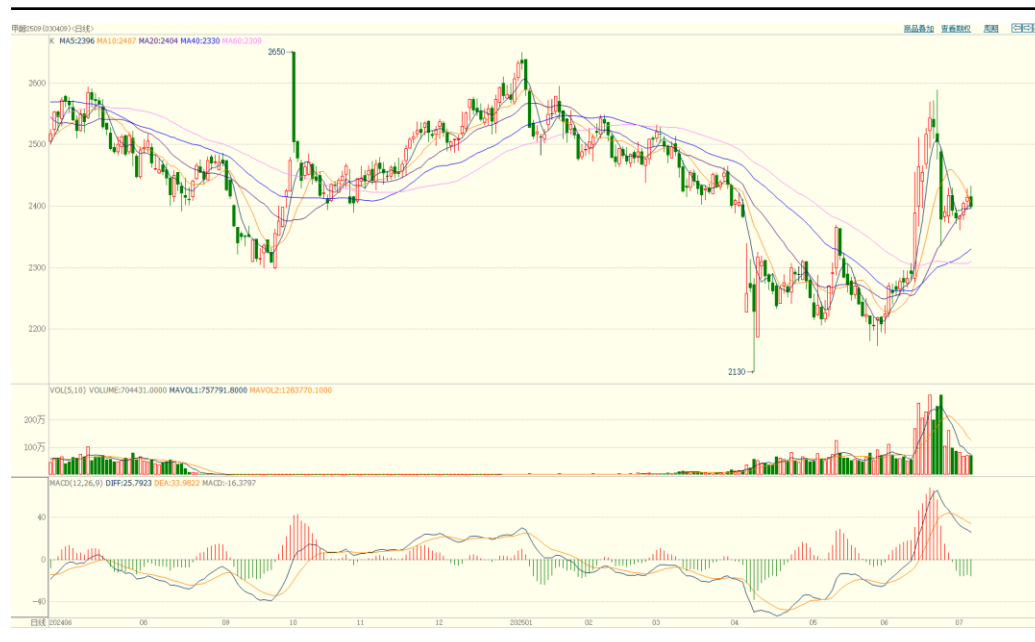 甲醇2509(030409)<日线>
商品叠加 查看期权 周期
K MA5:2396 MA10:2407 MA20:2404 MA40:2330 MA60:2309
2650→
2600
2500
2400
2300
2200
2130→
VOL(5,10) VOLUME:704431.0000 MAVOL1:757791.8000 MAVOL2:1263770.1000
200万
100万
MACD(12,26,9) DIFF:25.7923 DEA:33.9822 MACD:-16.3797
40
0
-40
日线 202406 08 09 10 11 12 202501 02 03 04 05 06 07